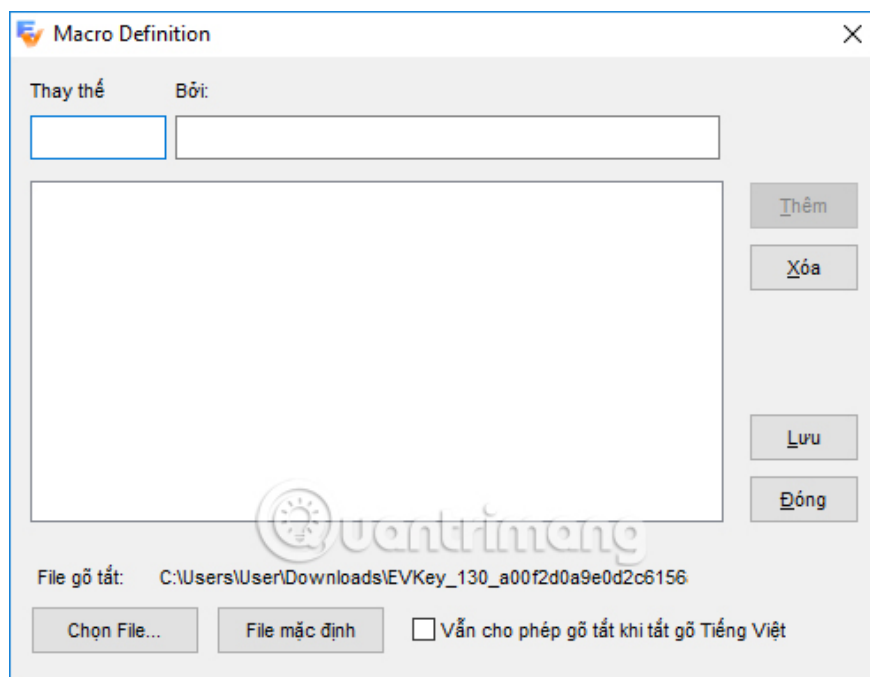 Macro Definition
Thay thế Bởi:
Thêm
Xóa
Lưu
Đóng
Quantrimang
File gõ tắt: C:\Users\User\Downloads\EVKey_130_a00f2d0a9e0d2c6156
Chọn File... File mặc định Vẫn cho phép gõ tắt khi tắt gõ Tiếng Việt